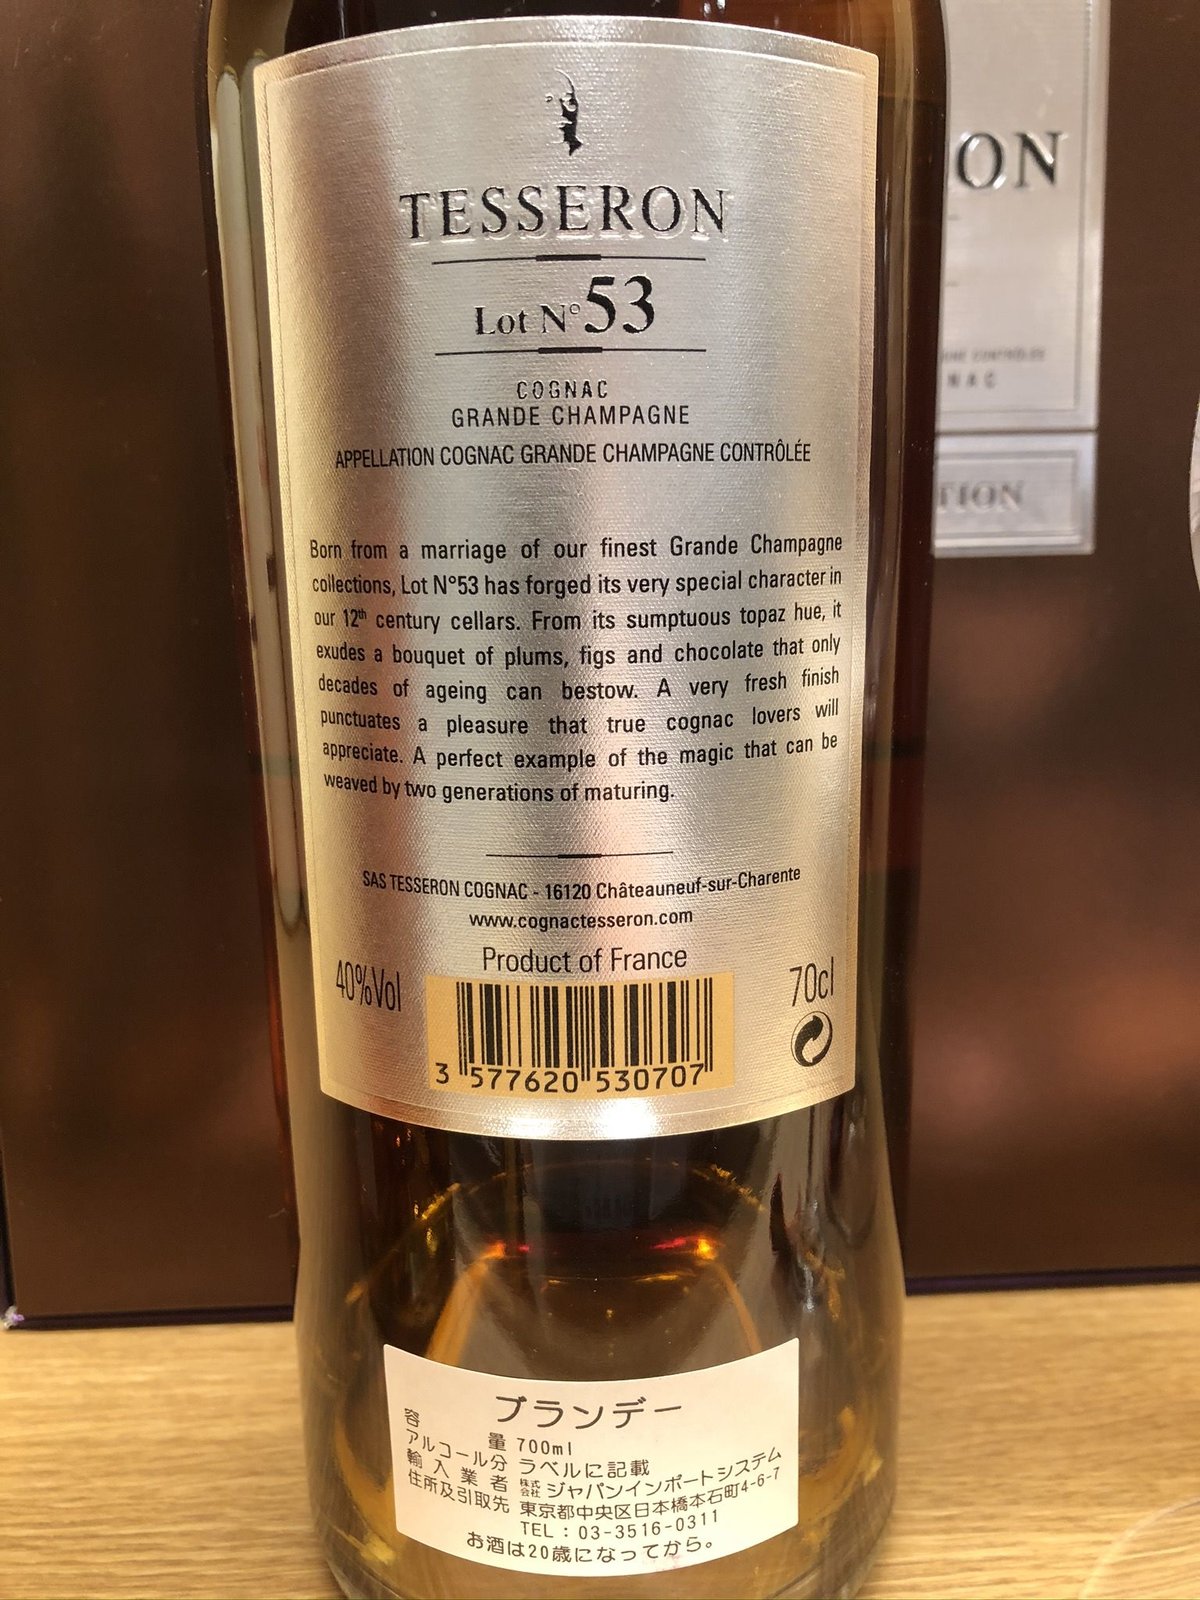 TESSERON
Lot N°53
COGNAC
GRANDE CHAMPAGNE
APPELLATION COGNAC GRANDE CHAMPAGNE CONTRÔLÉE
Born from a marriage of our finest Grande Champagne
collections, Lot N°53 has forged its very special character in
our 12th century cellars. From its sumptuous topaz hue, it
exudes a bouquet of plums, figs and chocolate that only
decades of ageing can bestow. A very fresh finish
punctuates a pleasure that true cognac lovers will
appreciate. A perfect example of the magic that can be
weaved by two generations of maturing.
SAS TESSERON COGNAC - 16120 Châteauneuf-sur-Charente
www.cognactesseron.com
Product of France
40%Vol
70cl
3 577620 530707
ON
NE CONTRÔLÉE
NAC
TION
ブランデー
容量 700ml
アルコール分 ラベルに記載
輸入業者 株式会社 ジャパンインポートシステム
住所及引取先 東京都中央区日本橋本石町4-6-7
TEL : 03-3516-0311
お酒は20歳になってから。